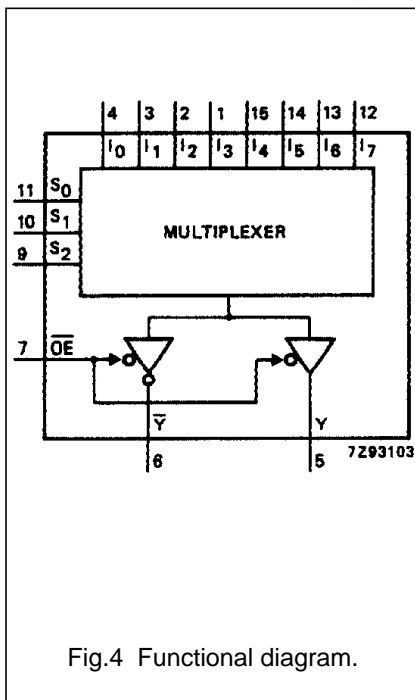 4 3 2 1 15 14 13 12
I0 I1 I2 I3 I4 I5 I6 I7
11 S0
10 S1
9 S2
MULTIPLEXER
7 OE
Y Y
7Z93103
6 5
Fig.4 Functional diagram.